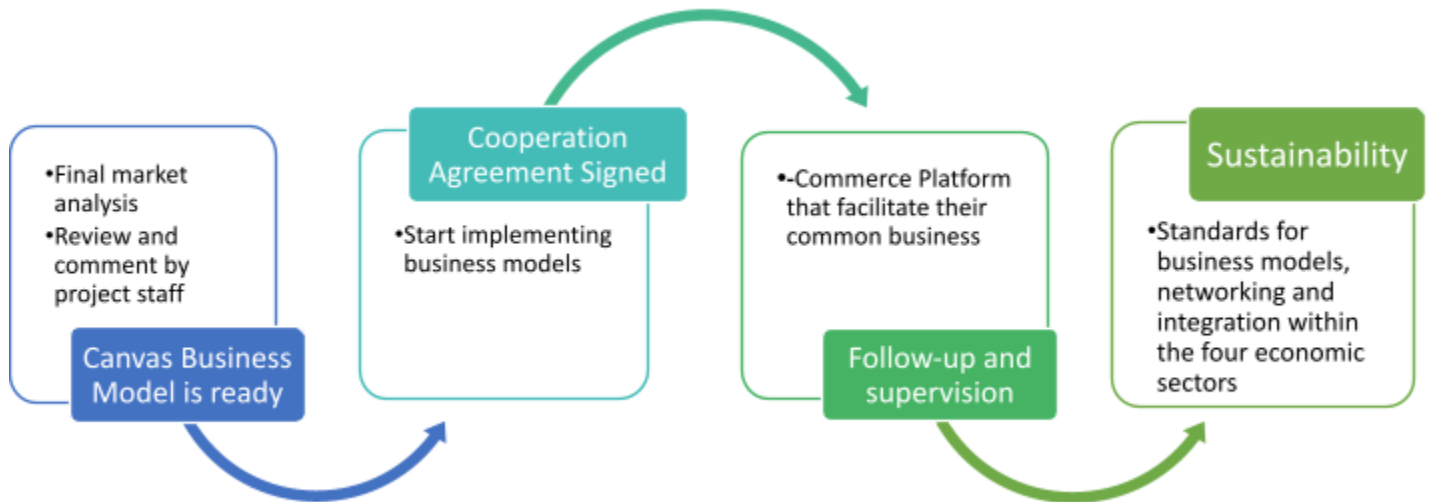 •Final market
analysis
•Review and
comment by
project staff
Canvas Business
Model is ready
Cooperation
Agreement Signed
•Start implementing
business models
•-Commerce Platform
that facilitate their
common business
Follow-up and
supervision
Sustainability
•Standards for
business models,
networking and
integration within
the four economic
sectors